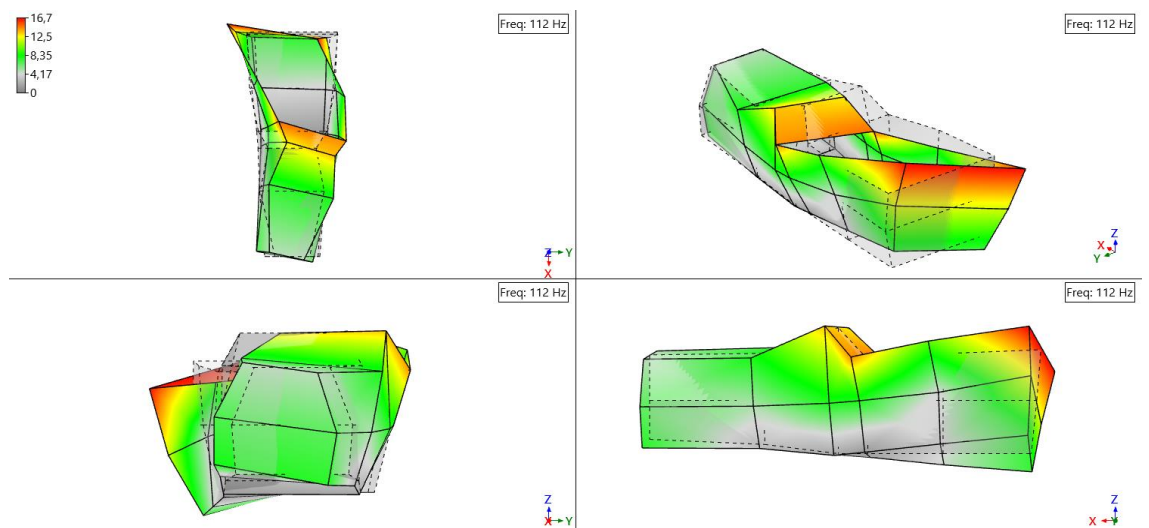 16,7
12,5
8,35
4,17
0
Freq: 112 Hz
Freq: 112 Hz
Z Y
X
Z
X
Y
Freq: 112 Hz
Freq: 112 Hz
Z
X Y
Z
X Y